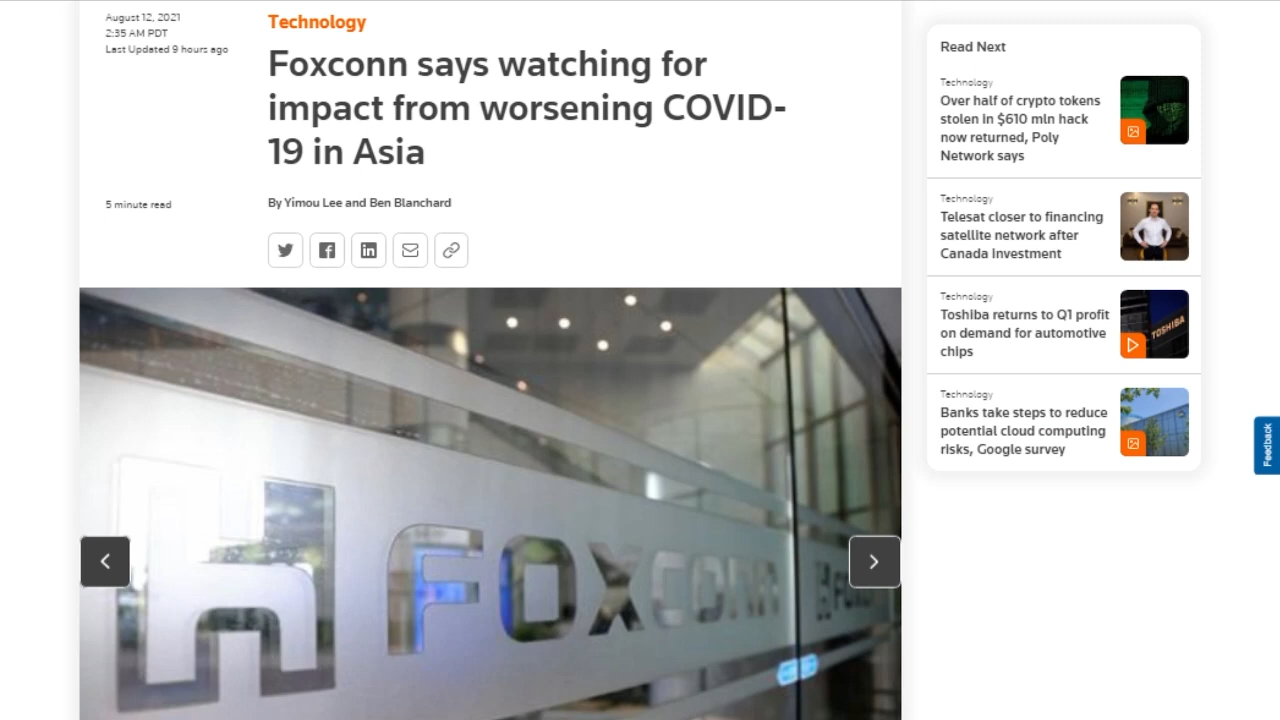 August 12, 2021
2:35 AM PDT
Last Updated 9 hours ago
Technology
Foxconn says watching for
impact from worsening COVID-
19 in Asia
5 minute read
By Yimou Lee and Ben Blanchard
FOXCONN
Read Next
Technology
Over half of crypto tokens
stolen in $610 mln hack
now returned, Poly
Network says
Technology
Telesat closer to financing
satellite network after
Canada investment
Technology
Toshiba returns to Q1 profit
on demand for automotive
chips
TOSHIBA
Technology
Banks take steps to reduce
potential cloud computing
risks, Google survey
Feedback